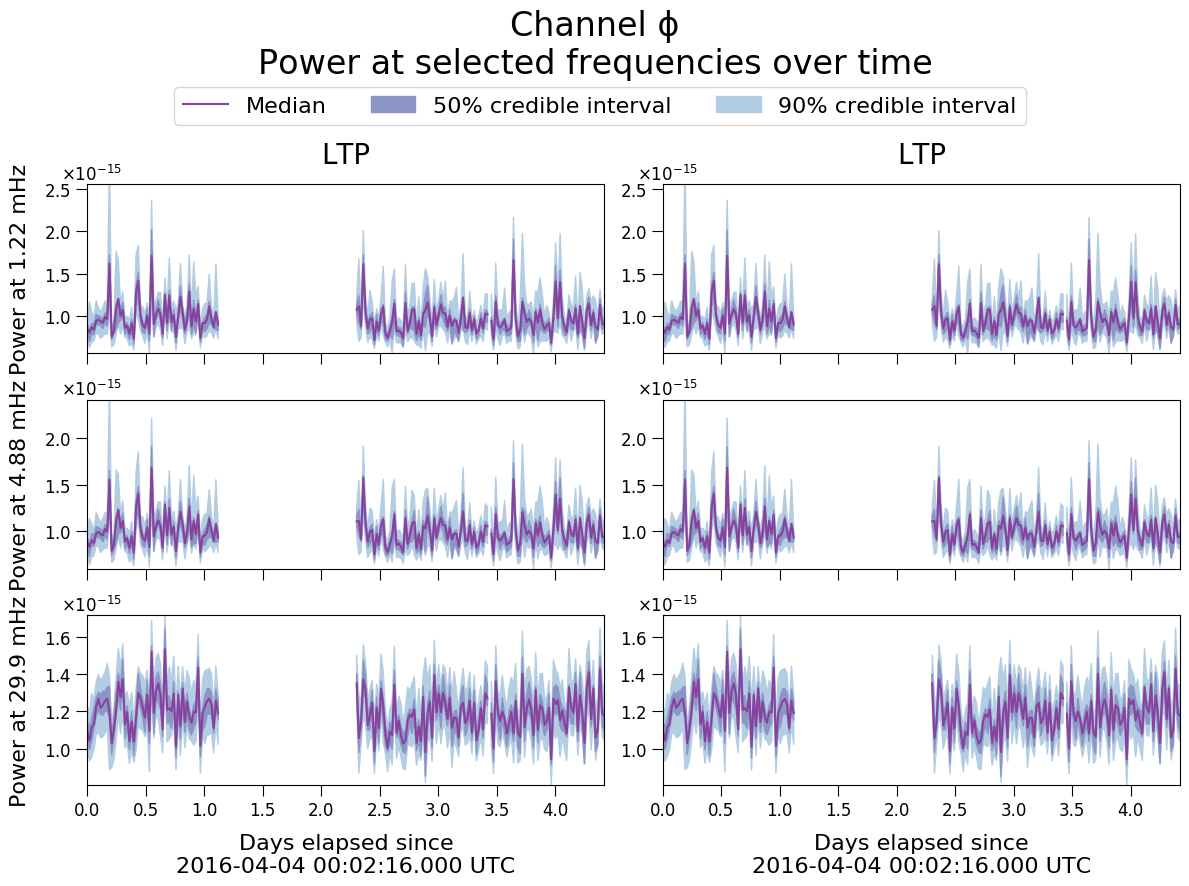 Channel ϕ
Power at selected frequencies over time
Median 50% credible interval 90% credible interval
LTP LTP
Power at 1.22 mHz
×10⁻¹⁵
2.5
2.0
1.5
1.0
×10⁻¹⁵
2.5
2.0
1.5
1.0
Power at 4.88 mHz
×10⁻¹⁵
2.0
1.5
1.0
×10⁻¹⁵
2.0
1.5
1.0
Power at 29.9 mHz
×10⁻¹⁵
1.6
1.4
1.2
1.0
0.0 0.5 1.0 1.5 2.0 2.5 3.0 3.5 4.0
×10⁻¹⁵
1.6
1.4
1.2
1.0
0.0 0.5 1.0 1.5 2.0 2.5 3.0 3.5 4.0
Days elapsed since
2016-04-04 00:02:16.000 UTC
Days elapsed since
2016-04-04 00:02:16.000 UTC